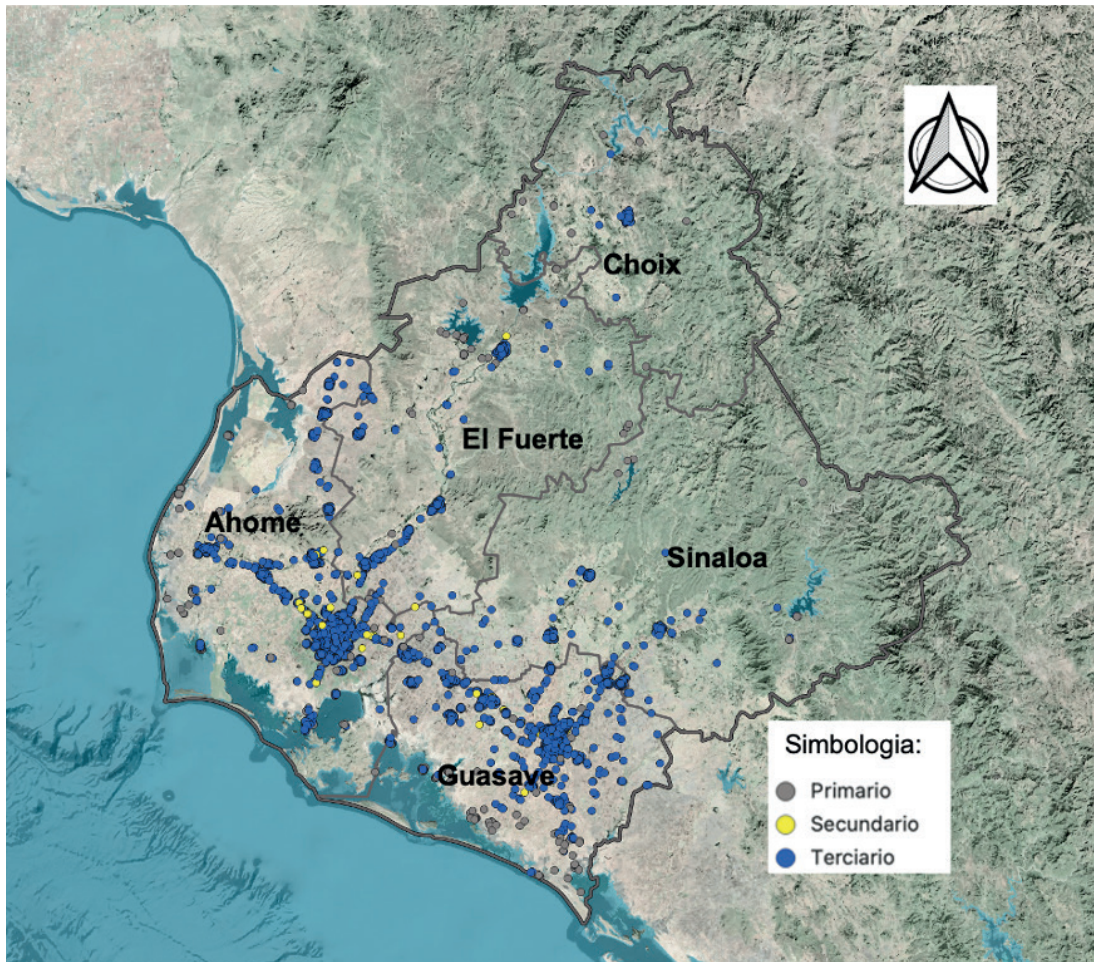 Choix
El Fuerte
Ahome
Sinaloa
Guasave
Simbologia:
Primario
Secundario
Terciario